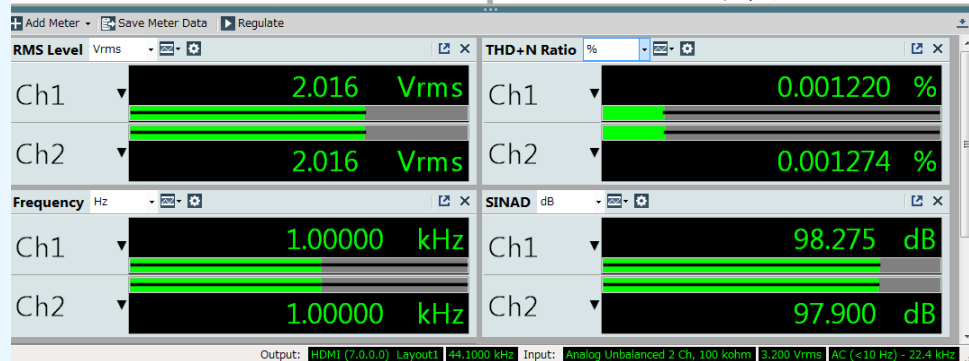 Add Meter Save Meter Data Regulate
RMS Level Vrms
Ch1 2.016 Vrms
Ch2 2.016 Vrms
THD+N Ratio %
Ch1 0.001220 %
Ch2 0.001274 %
Frequency Hz
Ch1 1.00000 kHz
Ch2 1.00000 kHz
SINAD dB
Ch1 98.275 dB
Ch2 97.900 dB
Output: HDMI (7.0.0.0) Layout1 44.1000 kHz Input: Analog Unbalanced 2 Ch, 100 kohm 3.200 Vrms AC (<10 Hz) - 22.4 kHz